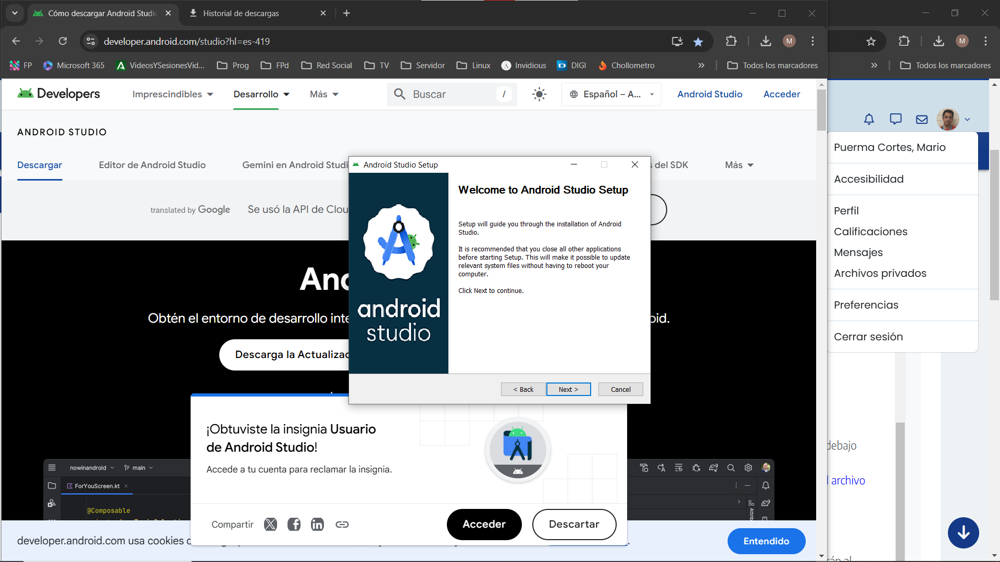 Cómo descargar Android Studio
Historial de descargas
developer.android.com/studio?hl=es-419
M
M
FP
Microsoft 365
VideosYSesionesVid...
Prog
FPd
Red Social
TV
Servidor
Linux
Invidious
DIGI
Chollometro
»
Todos los marcadores
»
Todos los marcadores
Developers
Imprescindibles
Desarrollo
Más
Buscar
/
Español – A...
Android Studio
Acceder
ANDROID STUDIO
Descargar
Editor de Android Studio
Gemini en Android Studi
s del SDK
Más
translated by Google
Se usó la API de Clou
And
Obtén el entorno de desarrollo inte
oid.
Descarga la Actualizac
Android Studio Setup
android
studio
Welcome to Android Studio Setup
Setup will guide you through the installation of Android
Studio.
It is recommended that you close all other applications
before starting Setup. This will make it possible to update
relevant system files without having to reboot your
computer.
Click Next to continue.
< Back
Next >
Cancel
¡Obtuviste la insignia Usuario
de Android Studio!
Accede a tu cuenta para reclamar la insignia.
Compartir
Acceder
Descartar
nowinandroid
main
ForYouScreen.kt
@Composable
Attrib
developer.android.com usa cookies
Entendido
Puerma Cortes, Mario
Accesibilidad
Perfil
Calificaciones
Mensajes
Archivos privados
Preferencias
Cerrar sesión
debajo
l archivo